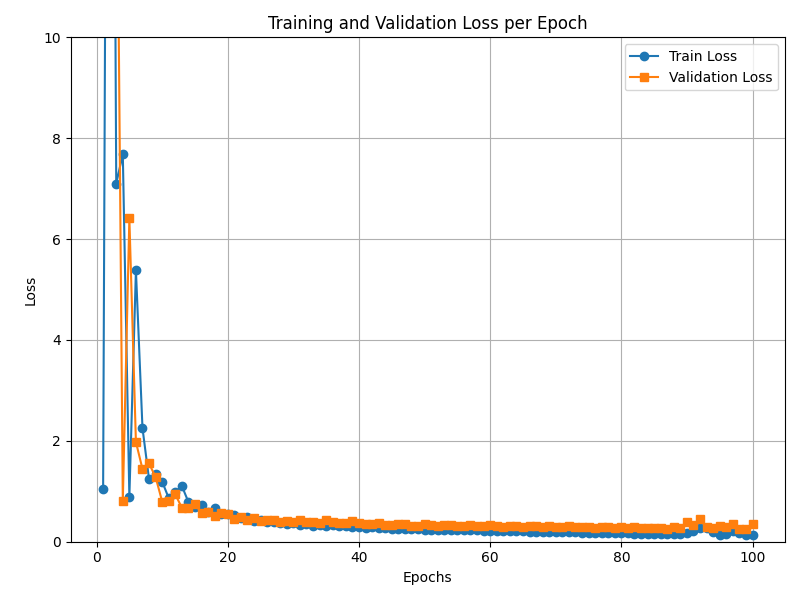 Training and Validation Loss per Epoch
Train Loss
Validation Loss
10
8
6
4
2
0
Loss
0 20 40 60 80 100
Epochs